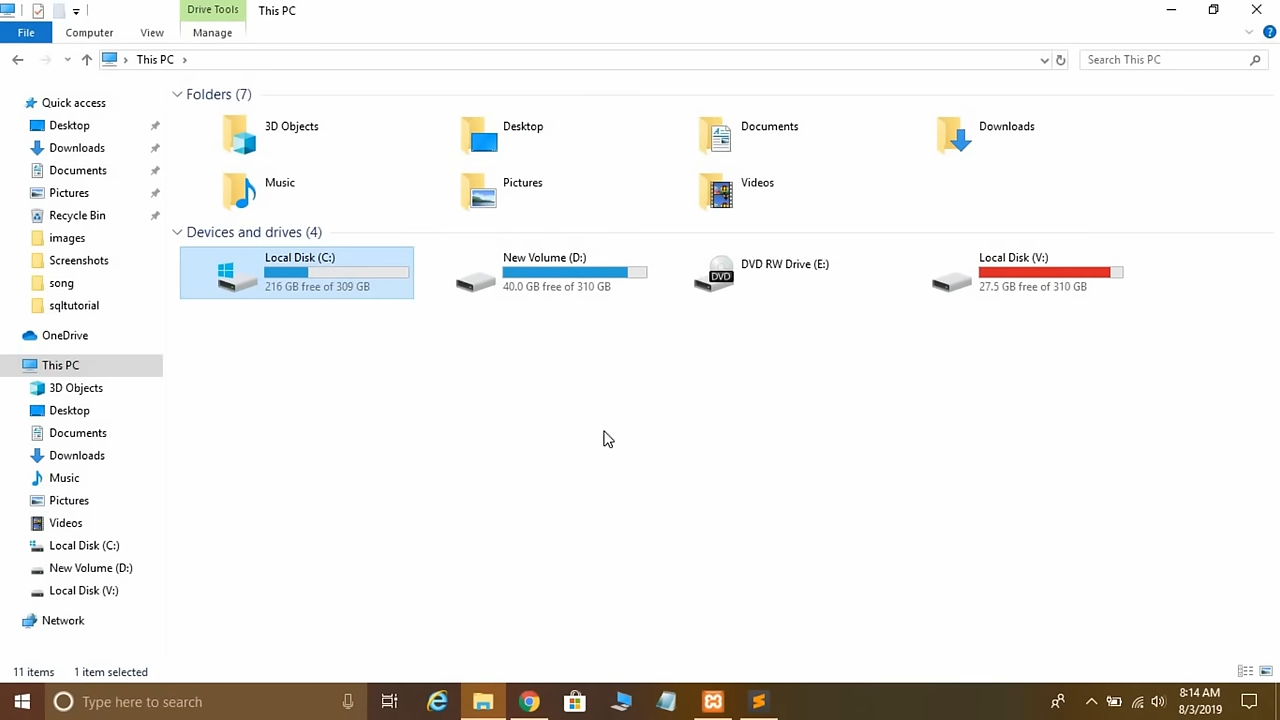 Drive Tools
This PC
File
Computer
View
Manage
This PC
Search This PC
Quick access
Desktop
Downloads
Documents
Pictures
Recycle Bin
images
Screenshots
song
sqltutorial
OneDrive
This PC
3D Objects
Desktop
Documents
Downloads
Music
Pictures
Videos
Local Disk (C:)
New Volume (D:)
Local Disk (V:)
Network
Folders (7)
3D Objects
Desktop
Documents
Downloads
Music
Pictures
Videos
Devices and drives (4)
Local Disk (C:)
216 GB free of 309 GB
New Volume (D:)
40.0 GB free of 310 GB
DVD RW Drive (E:)
DVD
Local Disk (V:)
27.5 GB free of 310 GB
11 items
1 item selected
Type here to search
8:14 AM
8/3/2019